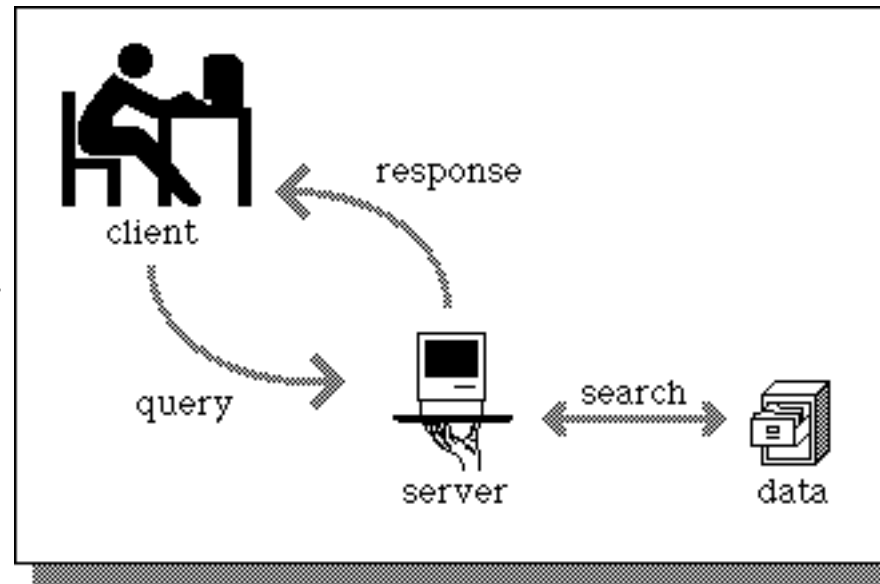 response
client
query
search
server
data